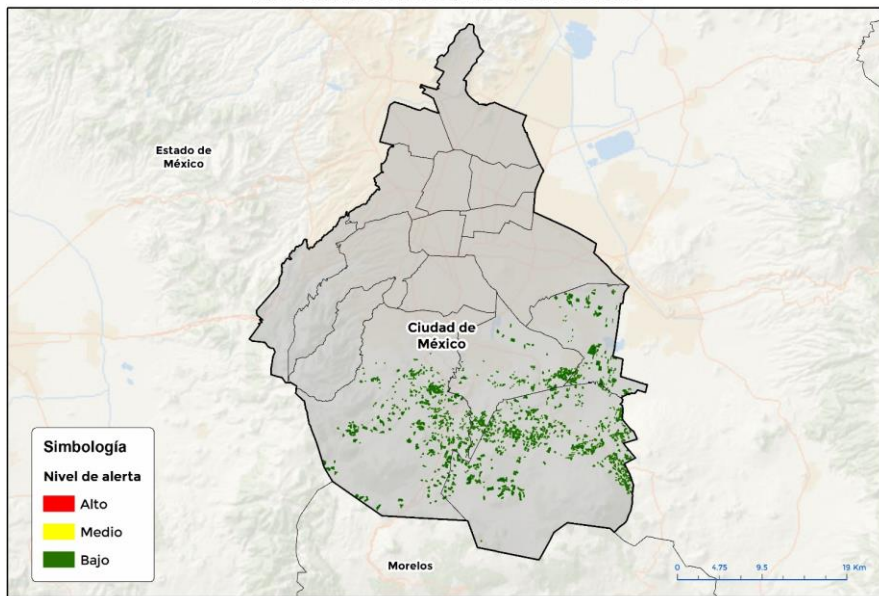 Estado de
México
Ciudad de
México
Simbología
Nivel de alerta
Alto
Medio
Bajo
Morelos
0 4.75 9.5 19 Km